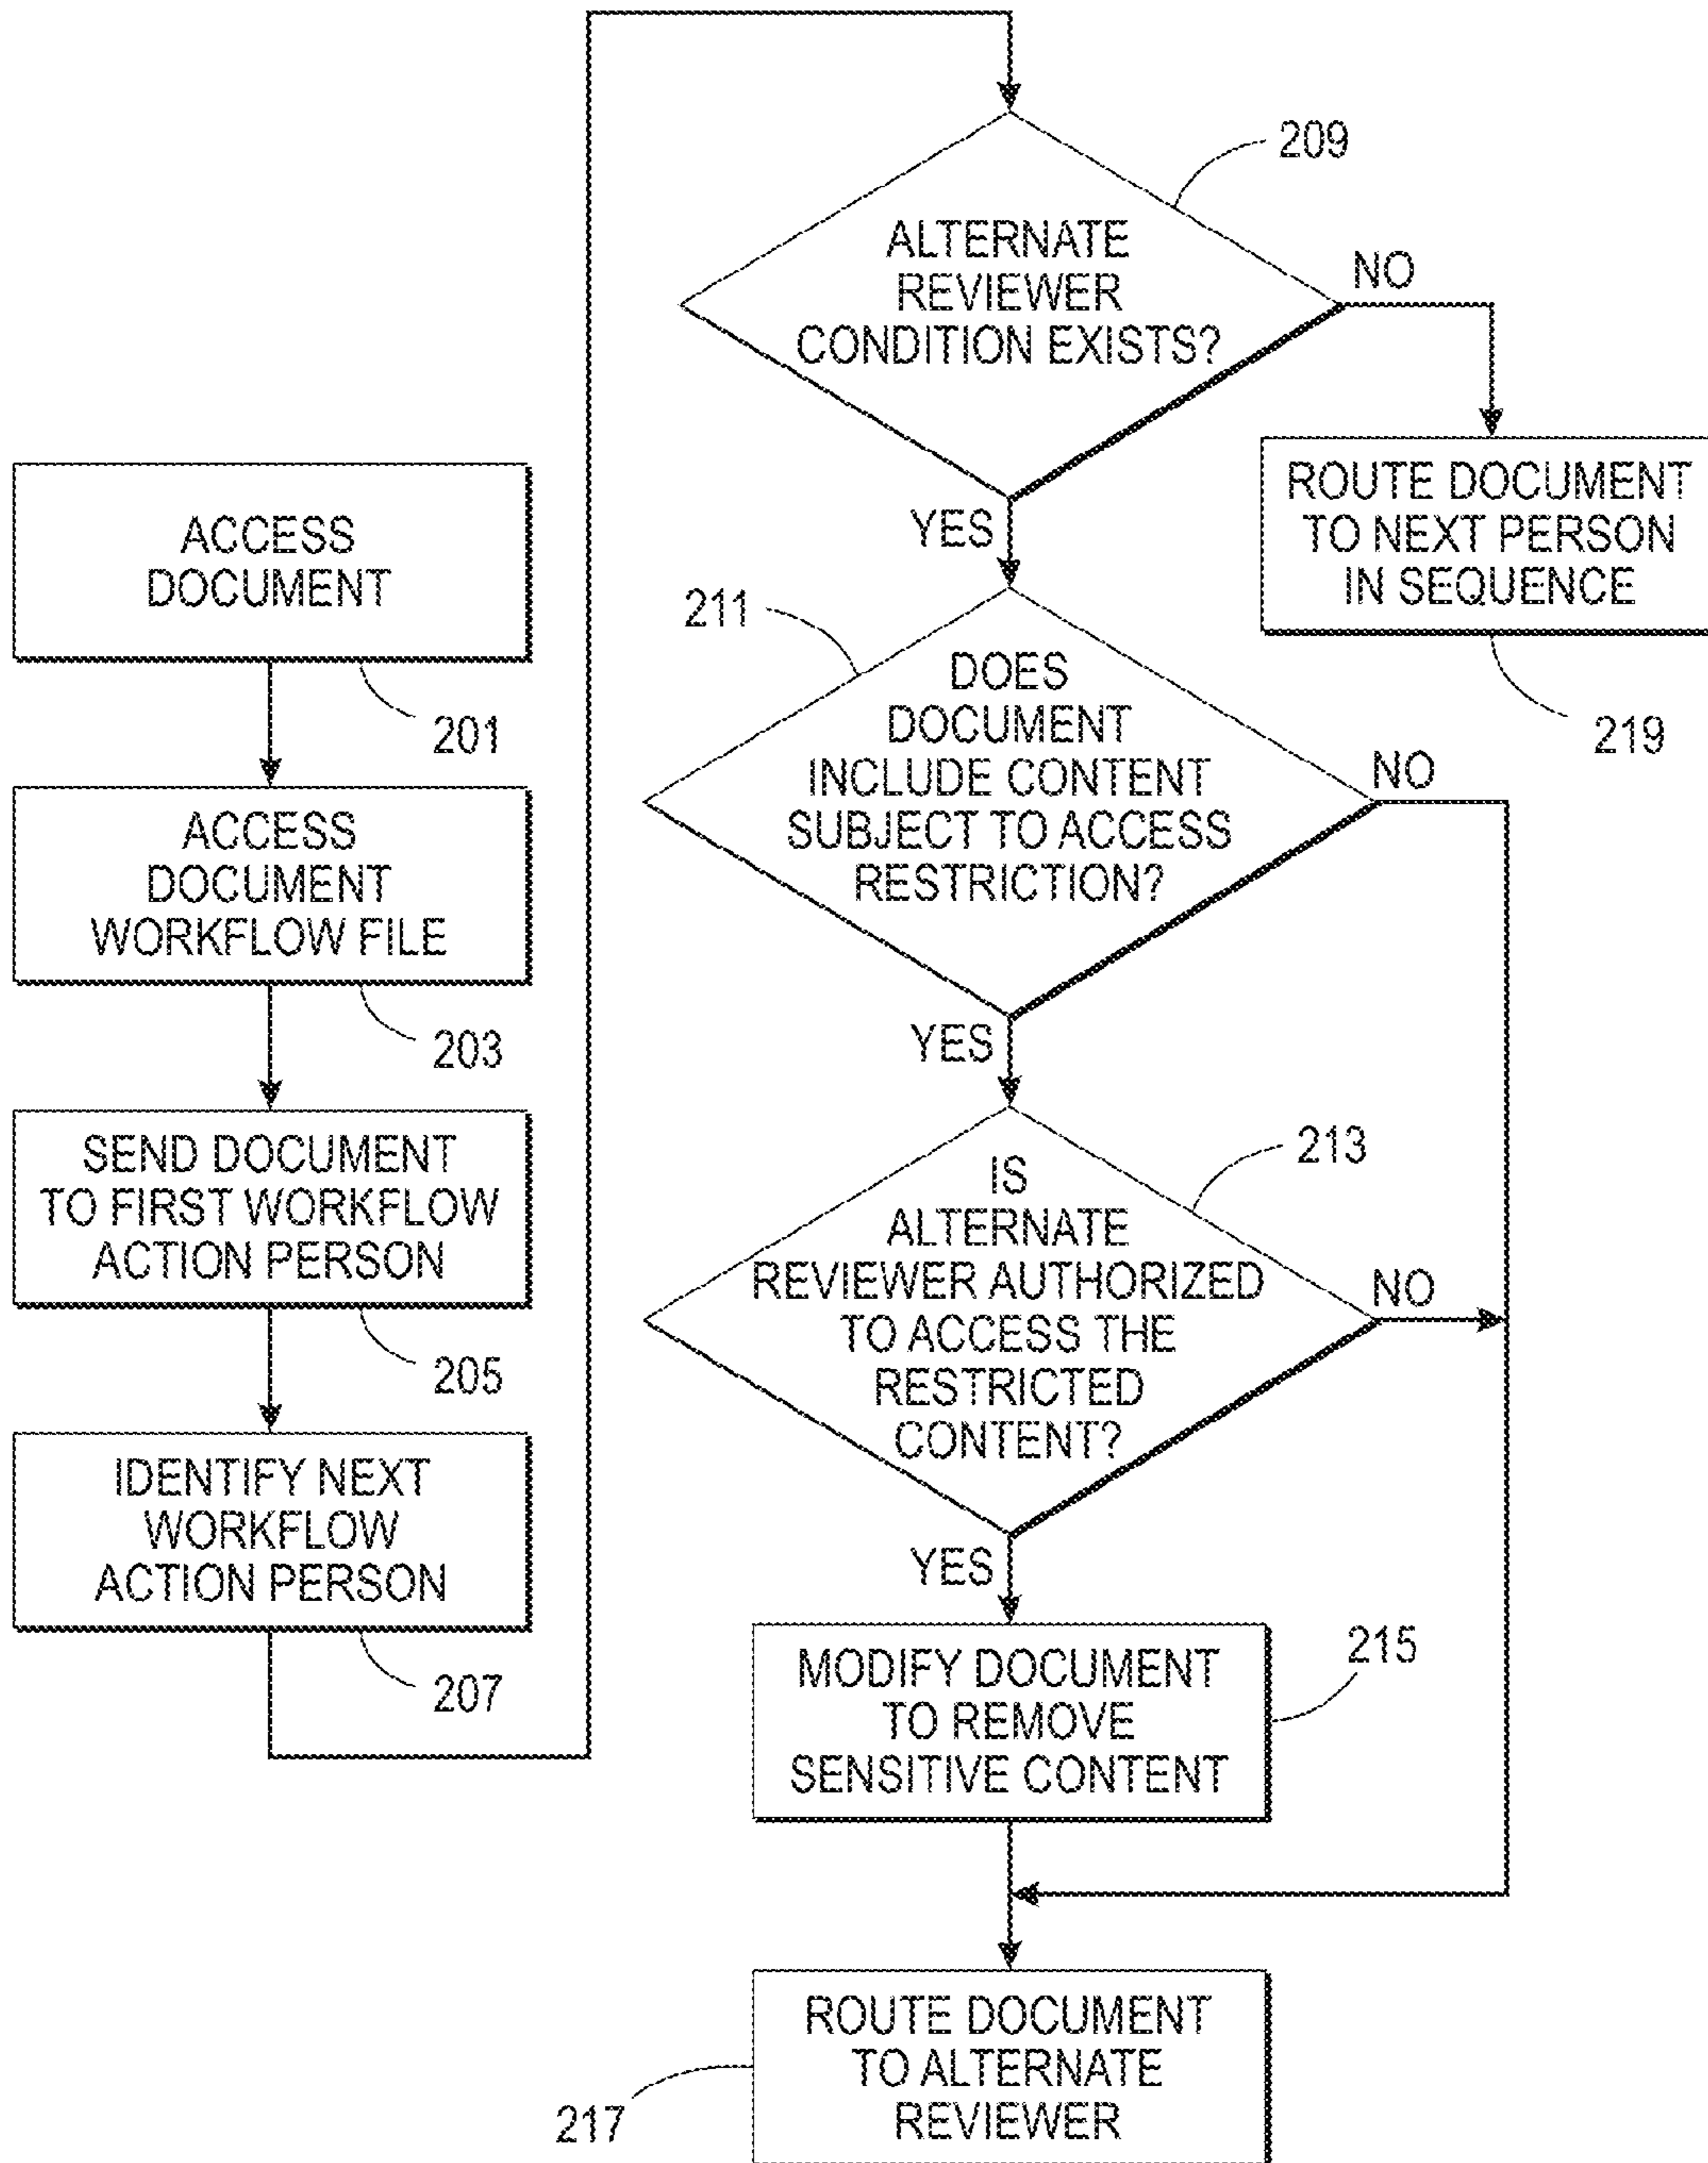 ACCESS
DOCUMENT
201
ACCESS
DOCUMENT
WORKFLOW FILE
203
SEND DOCUMENT
TO FIRST WORKFLOW
ACTION PERSON
205
IDENTIFY NEXT
WORKFLOW
ACTION PERSON
207
209
ALTERNATE
REVIEWER
CONDITION EXISTS?
NO
YES
ROUTE DOCUMENT
TO NEXT PERSON
IN SEQUENCE
219
211
DOES
DOCUMENT
INCLUDE CONTENT
SUBJECT TO ACCESS
RESTRICTION?
NO
YES
213
IS
ALTERNATE
REVIEWER AUTHORIZED
TO ACCESS THE
RESTRICTED
CONTENT?
NO
YES
215
MODIFY DOCUMENT
TO REMOVE
SENSITIVE CONTENT
ROUTE DOCUMENT
TO ALTERNATE
REVIEWER
217